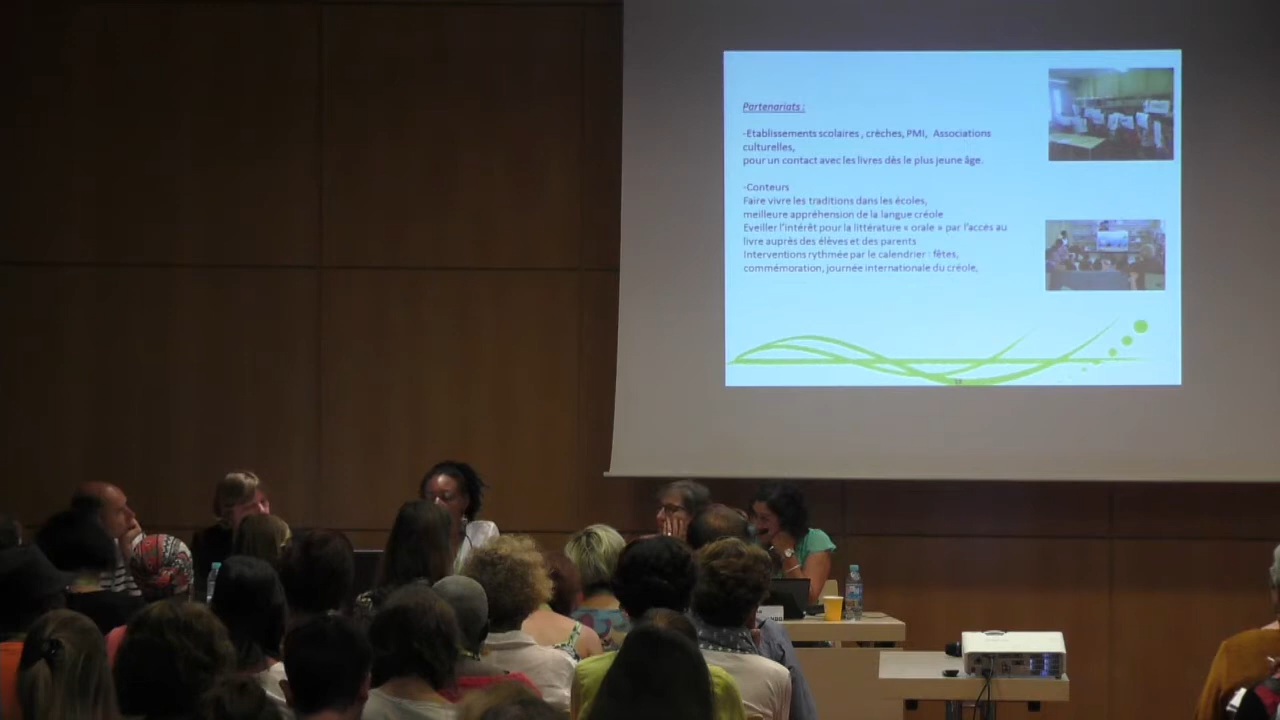 Partenariats :
-Etablissements scolaires , crèches, PMI, Associations
culturelles,
pour un contact avec les livres dès le plus jeune âge.
-Conteurs
Faire vivre les traditions dans les écoles,
meilleure appréhension de la langue créole
Eveiller l'intérêt pour la littérature « orale » par l'accès au
livre auprès des élèves et des parents
Interventions rythmée par le calendrier : fêtes,
commémoration, journée internationale du créole,